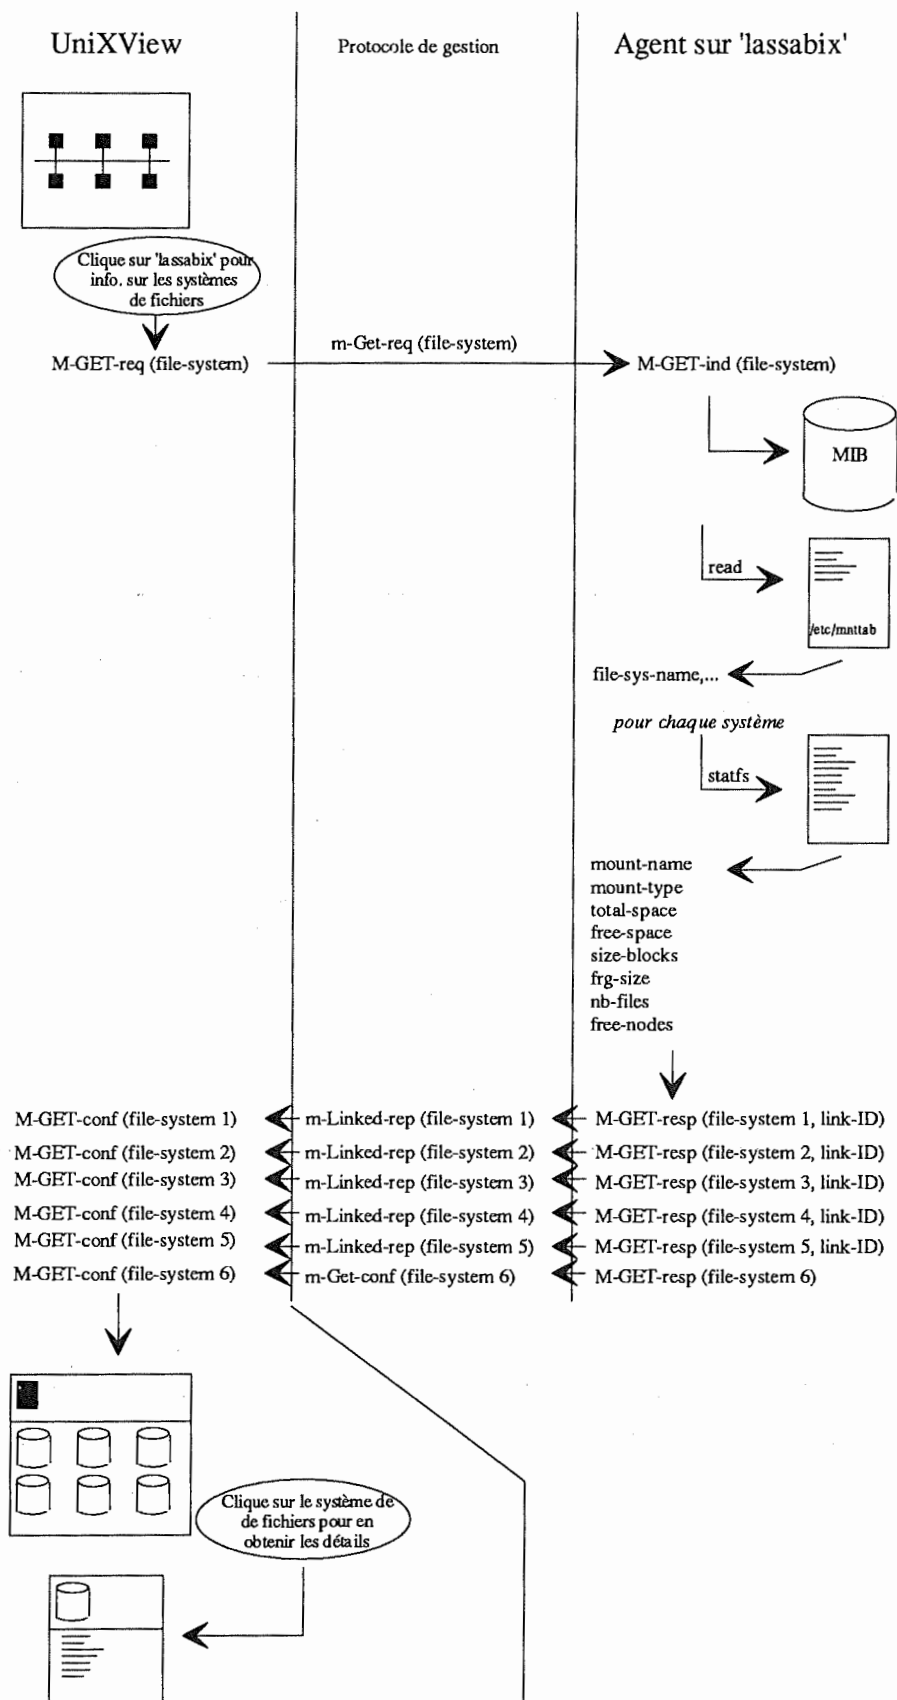 UniXView
Protocole de gestion
Agent sur 'lassabix'
Clique sur 'lassabix' pour
info. sur les systèmes
de fichiers
M-GET-req (file-system)
m-Get-req (file-system)
M-GET-ind (file-system)
MIB
read
/etc/mnttab
file-sys-name,...
pour chaque système
statfs
mount-name
mount-type
total-space
free-space
size-blocks
frg-size
nb-files
free-nodes
M-GET-conf (file-system 1)
m-Linked-rep (file-system 1)
M-GET-resp (file-system 1, link-ID)
M-GET-conf (file-system 2)
m-Linked-rep (file-system 2)
M-GET-resp (file-system 2, link-ID)
M-GET-conf (file-system 3)
m-Linked-rep (file-system 3)
M-GET-resp (file-system 3, link-ID)
M-GET-conf (file-system 4)
m-Linked-rep (file-system 4)
M-GET-resp (file-system 4, link-ID)
M-GET-conf (file-system 5)
m-Linked-rep (file-system 5)
M-GET-resp (file-system 5, link-ID)
M-GET-conf (file-system 6)
m-Get-conf (file-system 6)
M-GET-resp (file-system 6)
Clique sur le système de
de fichiers pour en
obtenir les détails